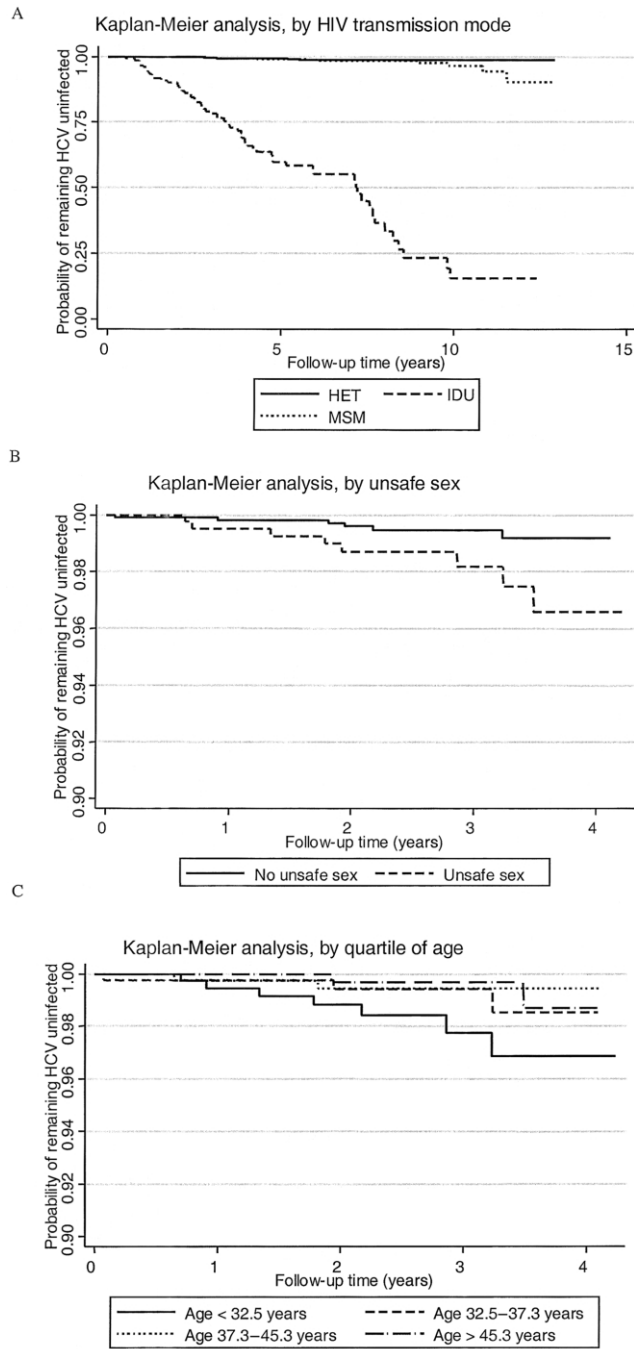 A
Kaplan-Meier analysis, by HIV transmission mode
Probability of remaining HCV uninfected
1.00
0.75
0.50
0.25
0.00
0 5 10 15
Follow-up time (years)
HET IDU
MSM
B
Kaplan-Meier analysis, by unsafe sex
Probability of remaining HCV uninfected
1.00
0.98
0.96
0.94
0.92
0.90
0 1 2 3 4
Follow-up time (years)
No unsafe sex Unsafe sex
C
Kaplan-Meier analysis, by quartile of age
Probability of remaining HCV uninfected
1.00
0.98
0.96
0.94
0.92
0.90
0 1 2 3 4
Follow-up time (years)
Age < 32.5 years Age 32.5–37.3 years
Age 37.3–45.3 years Age > 45.3 years